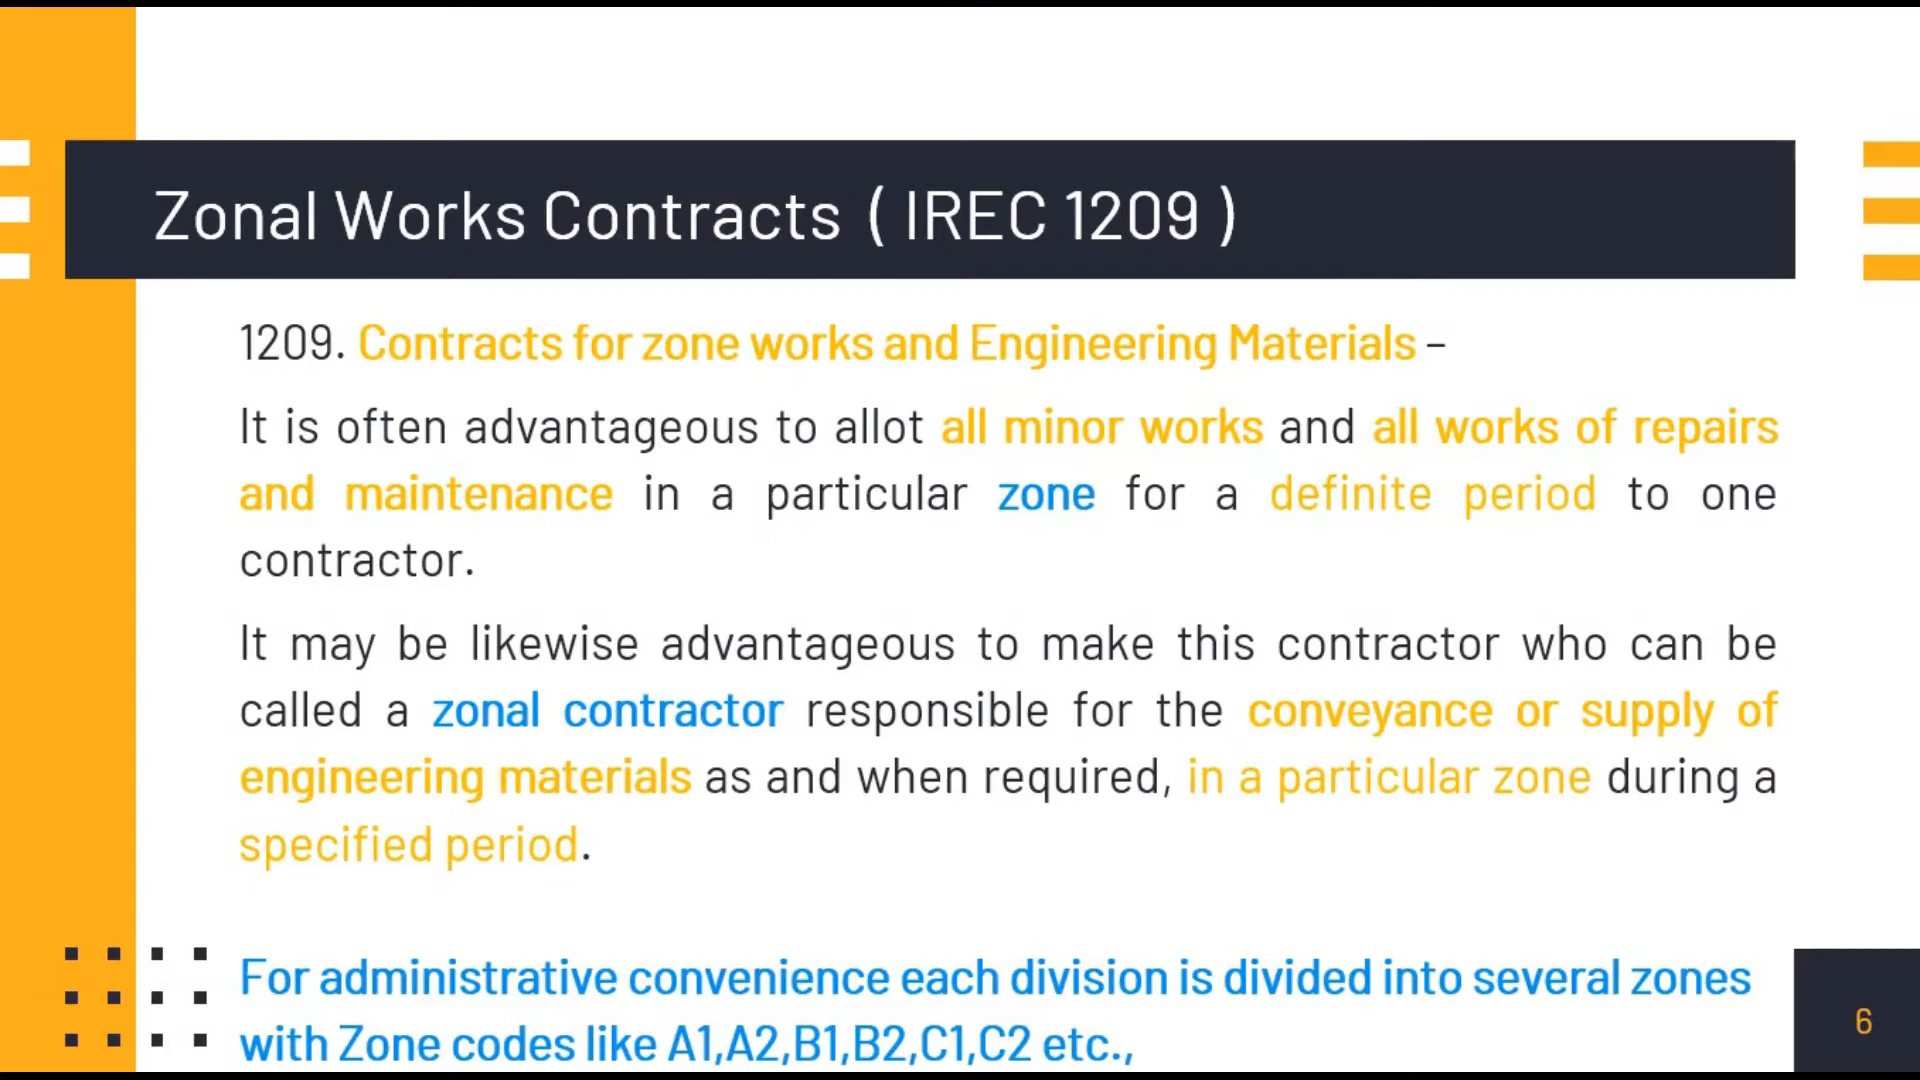 Zonal Works Contracts ( IREC 1209 )
1209. Contracts for zone works and Engineering Materials –
It is often advantageous to allot all minor works and all works of repairs
and maintenance in a particular zone for a definite period to one
contractor.
It may be likewise advantageous to make this contractor who can be
called a zonal contractor responsible for the conveyance or supply of
engineering materials as and when required, in a particular zone during a
specified period.
For administrative convenience each division is divided into several zones
with Zone codes like A1,A2,B1,B2,C1,C2 etc.,
6